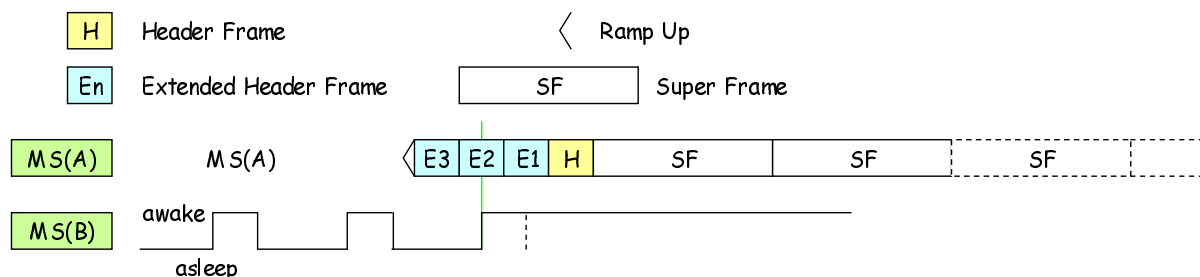 H Header Frame Ramp Up
En Extended Header Frame SF Super Frame
MS(A) MS(A) E3 E2 E1 H SF SF SF
awake
MS(B)
asleep